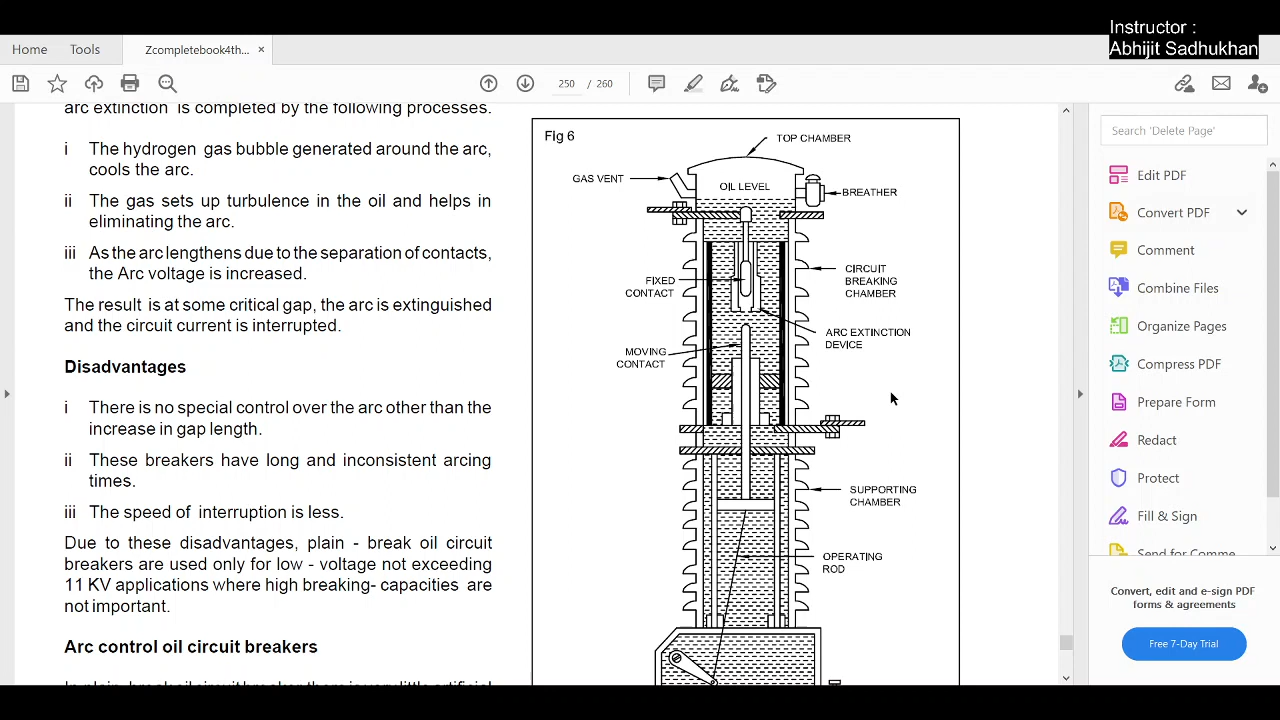 Instructor :
Abhijit Sadhukhan
Home
Tools
Zcompletebook4th...
×
250 / 260
arc extinction is completed by the following processes.
i The hydrogen gas bubble generated around the arc,
cools the arc.
ii The gas sets up turbulence in the oil and helps in
eliminating the arc.
iii As the arc lengthens due to the separation of contacts,
the Arc voltage is increased.
The result is at some critical gap, the arc is extinguished
and the circuit current is interrupted.
Disadvantages
i There is no special control over the arc other than the
increase in gap length.
ii These breakers have long and inconsistent arcing
times.
iii The speed of interruption is less.
Due to these disadvantages, plain - break oil circuit
breakers are used only for low - voltage not exceeding
11 KV applications where high breaking- capacities are
not important.
Arc control oil circuit breakers
Fig 6
TOP CHAMBER
GAS VENT
OIL LEVEL
BREATHER
FIXED
CONTACT
CIRCUIT
BREAKING
CHAMBER
ARC EXTINCTION
DEVICE
MOVING
CONTACT
SUPPORTING
CHAMBER
OPERATING
ROD
Search 'Delete Page'
Edit PDF
Convert PDF
Comment
Combine Files
Organize Pages
Compress PDF
Prepare Form
Redact
Protect
Fill & Sign
Send for Comme
Convert, edit and e-sign PDF
forms & agreements
Free 7-Day Trial